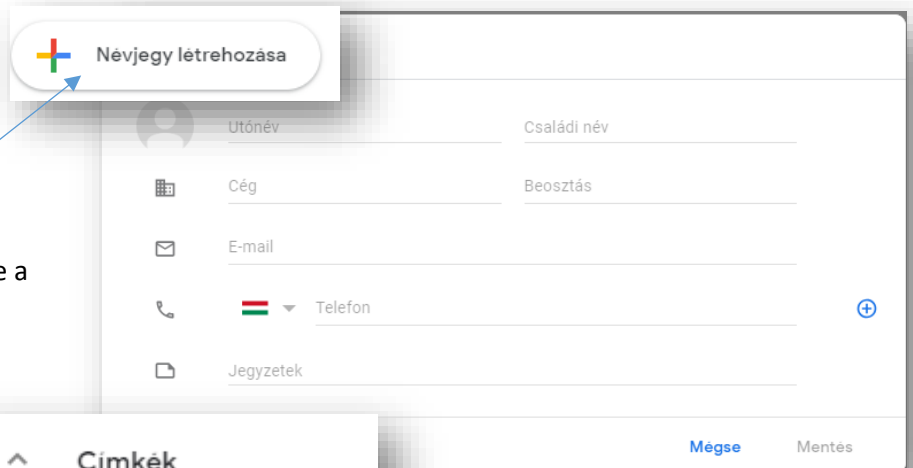 Névjegy létrehozása
Utónév Családi név
Cég Beosztás
E-mail
e a
Telefon
Jegyzetek
Címkék
Mégse Mentés